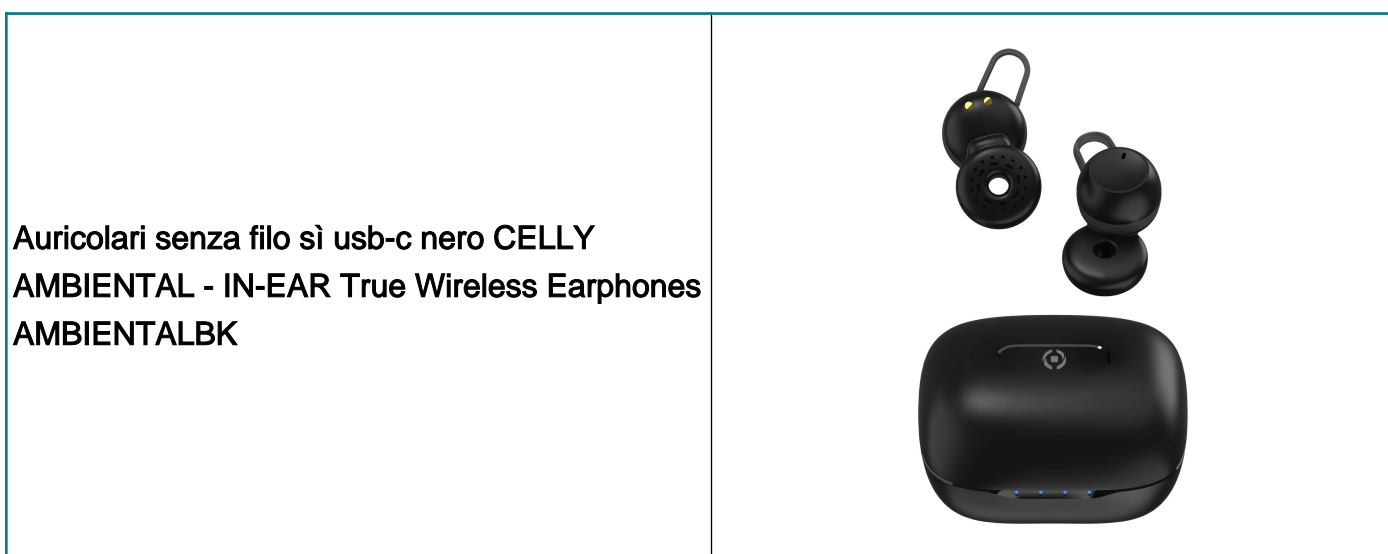 Auricolari senza filo sì usb-c nero CELLY
AMBIENTAL - IN-EAR True Wireless Earphones
AMBIENTALBK